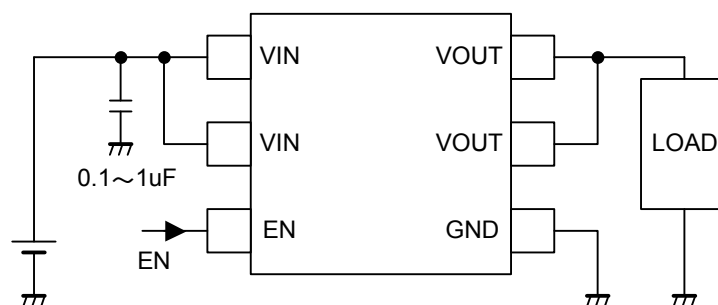 VIN VOUT
VIN VOUT LOAD
0.1～1uF
EN GND
EN